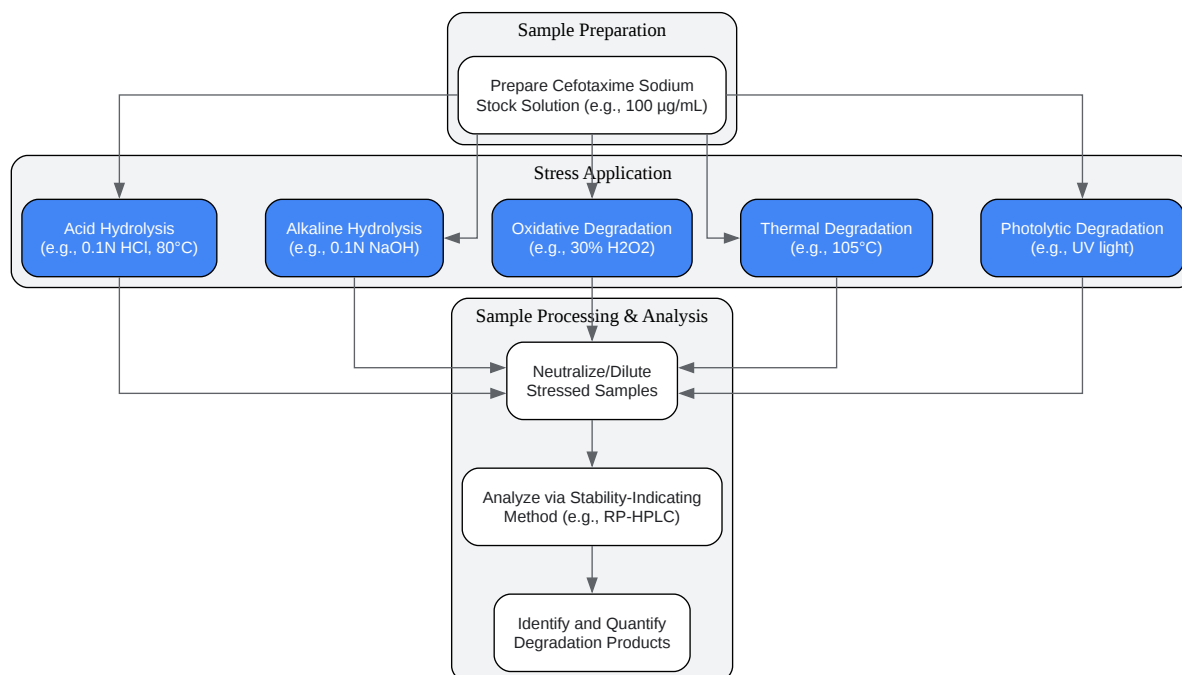 Sample Preparation
Prepare Cefotaxime Sodium
Stock Solution (e.g., 100 µg/mL)
Stress Application
Acid Hydrolysis
(e.g., 0.1N HCl, 80°C)
Alkaline Hydrolysis
(e.g., 0.1N NaOH)
Oxidative Degradation
(e.g., 30% H2O2)
Thermal Degradation
(e.g., 105°C)
Photolytic Degradation
(e.g., UV light)
Sample Processing & Analysis
Neutralize/Dilute
Stressed Samples
Analyze via Stability-Indicating
Method (e.g., RP-HPLC)
Identify and Quantify
Degradation Products